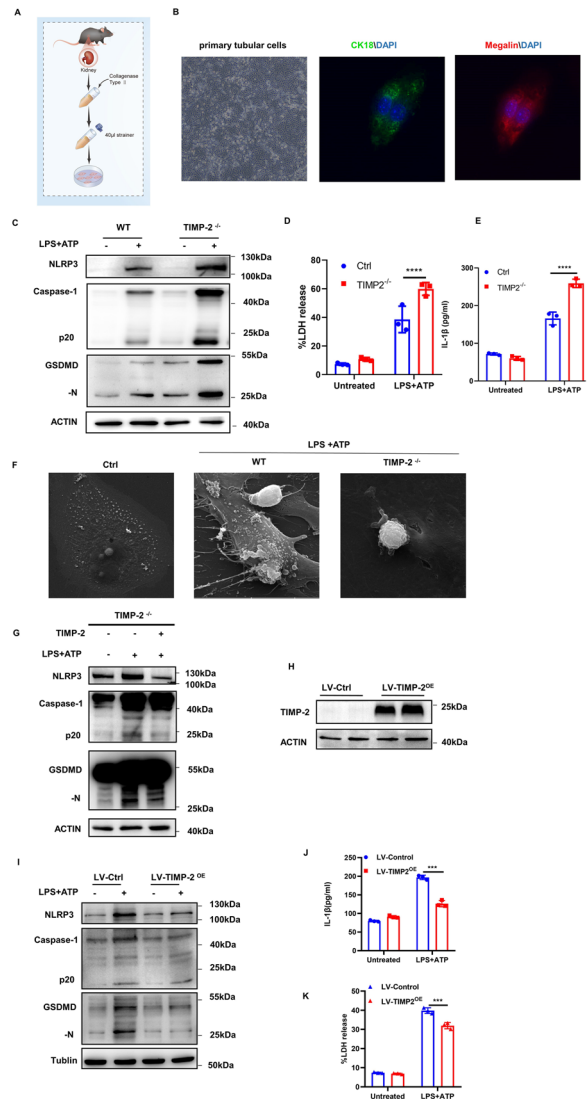 A
Kidney
Collagenase
Type Ⅱ
40μl strainer
B
primary tubular cells
CK18\DAPI
Megalin\DAPI
C
WT
TIMP-2 -/-
LPS+ATP
-
+
-
+
NLRP3
130kDa
100kDa
Caspase-1
40kDa
p20
25kDa
GSDMD
55kDa
-N
25kDa
ACTIN
40kDa
D
Ctrl
TIMP2-/-
****
%LDH release
80
60
40
20
0
Untreated
LPS+ATP
E
Ctrl
TIMP2-/-
****
IL-1β (pg/ml)
300
200
100
0
Untreated
LPS+ATP
F
Ctrl
LPS +ATP
WT
TIMP-2 -/-
G
TIMP-2 -/-
TIMP-2
-
-
+
LPS+ATP
-
+
+
NLRP3
130kDa
100kDa
Caspase-1
40kDa
p20
25kDa
GSDMD
55kDa
-N
25kDa
ACTIN
40kDa
H
LV-Ctrl
LV-TIMP-2OE
TIMP-2
25kDa
ACTIN
40kDa
I
LV-Ctrl
LV-TIMP-2 OE
LPS+ATP
-
+
-
+
NLRP3
130kDa
100kDa
Caspase-1
40kDa
p20
25kDa
GSDMD
55kDa
40kDa
-N
25kDa
Tublin
50kDa
J
LV-Control
LV-TIMP2OE
***
IL-1β(pg/ml)
250
200
150
100
50
0
Untreated
LPS+ATP
K
LV-Control
LV-TIMP2OE
***
%LDH release
50
40
30
20
10
0
Untreated
LPS+ATP